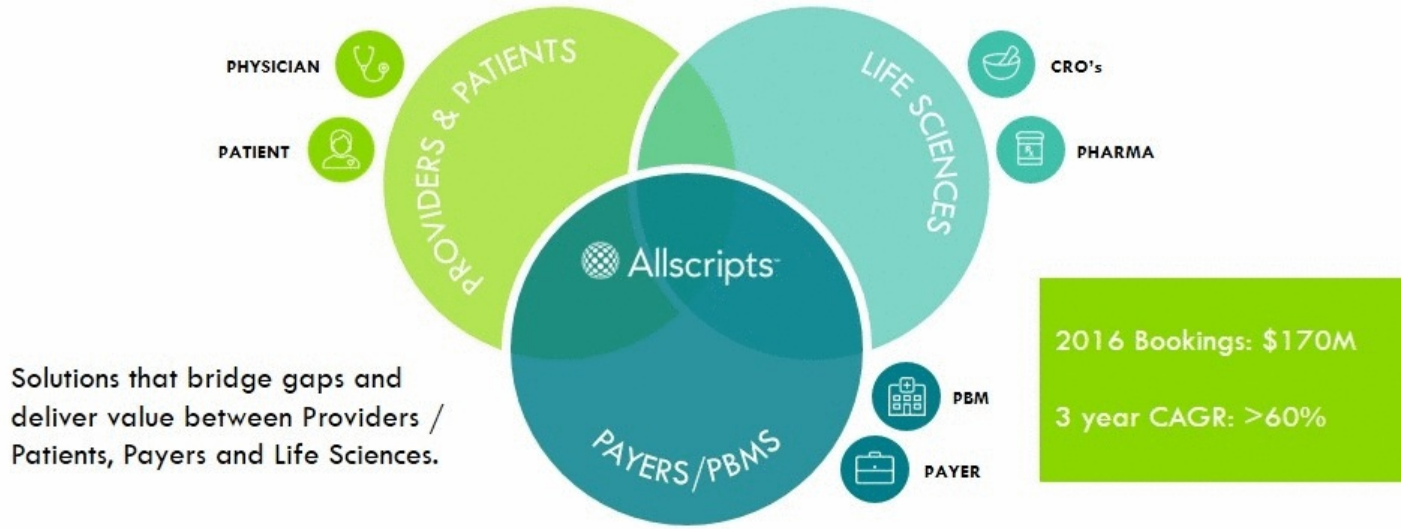 PHYSICIAN
PATIENT
PROVIDERS & PATIENTS
LIFE SCIENCES
CRO's
PHARMA
Allscripts™
Solutions that bridge gaps and
deliver value between Providers /
Patients, Payers and Life Sciences.
PAYERS/PBMS
PBM
PAYER
2016 Bookings: $170M
3 year CAGR: >60%